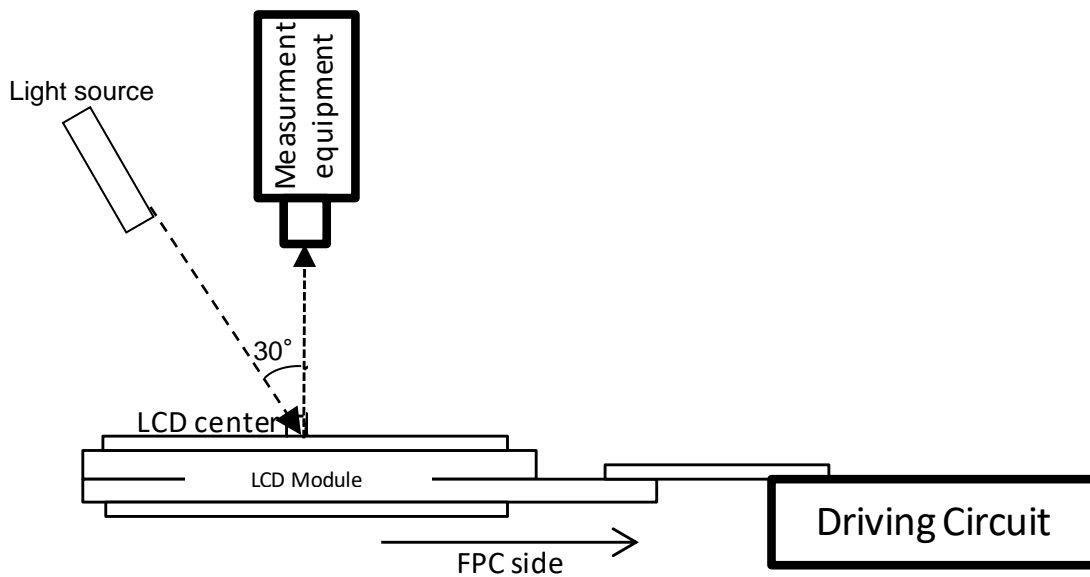 Measurment
equipment
Light source
30°
LCD center
LCD Module
Driving Circuit
FPC side